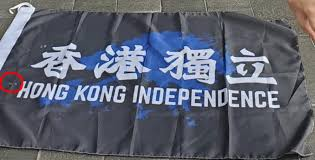 香港獨立
HONG KONG INDEPENDENCE